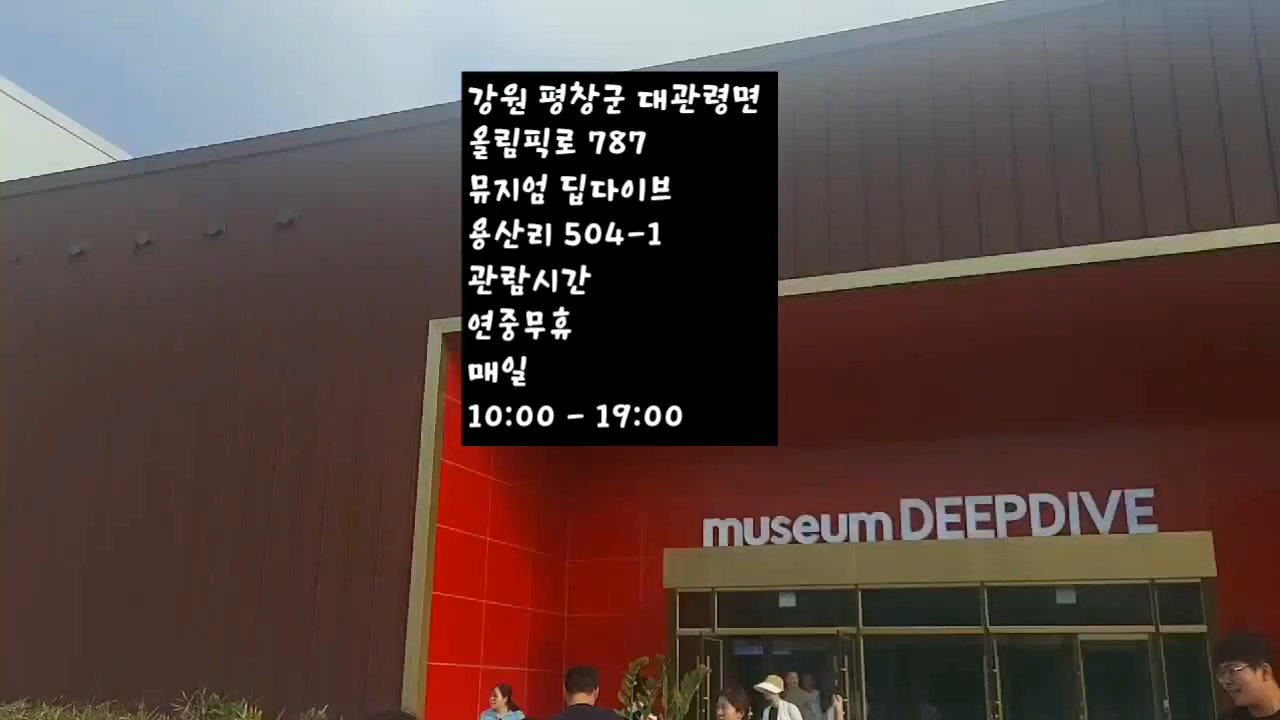 강원 평창군 대관령면
올림픽로 787
뮤지엄 딥다이브
용산리 504-1
관람시간
연중무휴
매일
10:00 - 19:00
museum DEEPDIVE